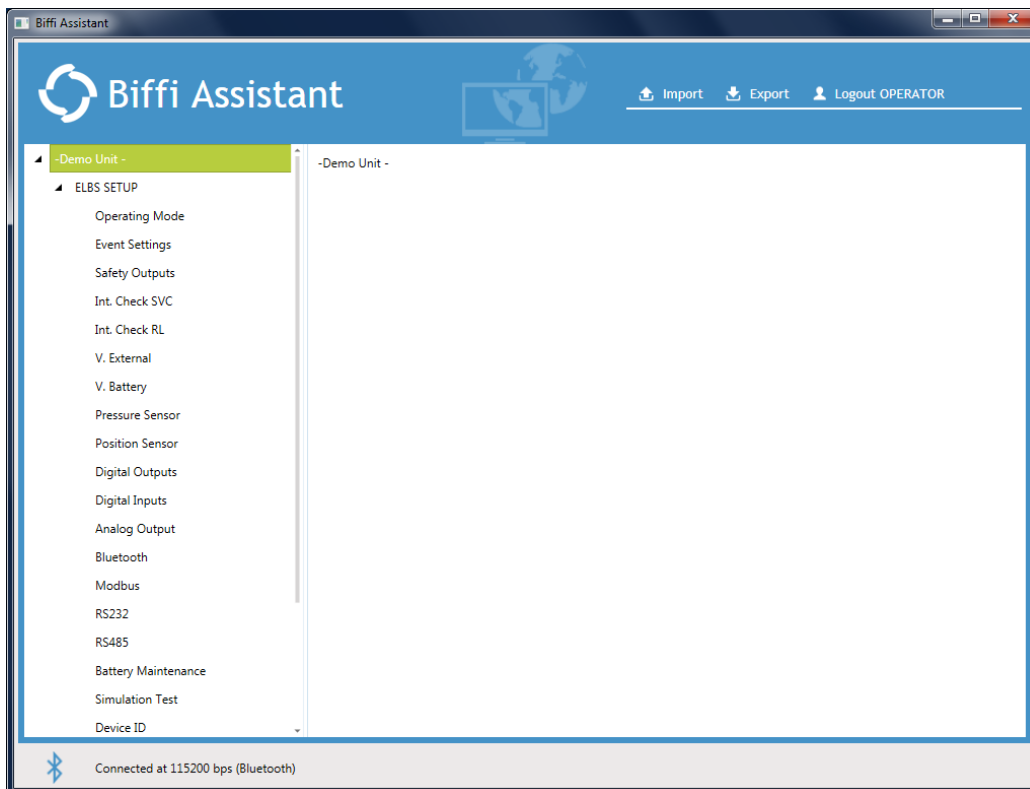 Biffi Assistant
Biffi Assistant
Import Export Logout OPERATOR
-Demo Unit -
-Demo Unit -
ELBS SETUP
Operating Mode
Event Settings
Safety Outputs
Int. Check SVC
Int. Check RL
V. External
V. Battery
Pressure Sensor
Position Sensor
Digital Outputs
Digital Inputs
Analog Output
Bluetooth
Modbus
RS232
RS485
Battery Maintenance
Simulation Test
Device ID
Connected at 115200 bps (Bluetooth)